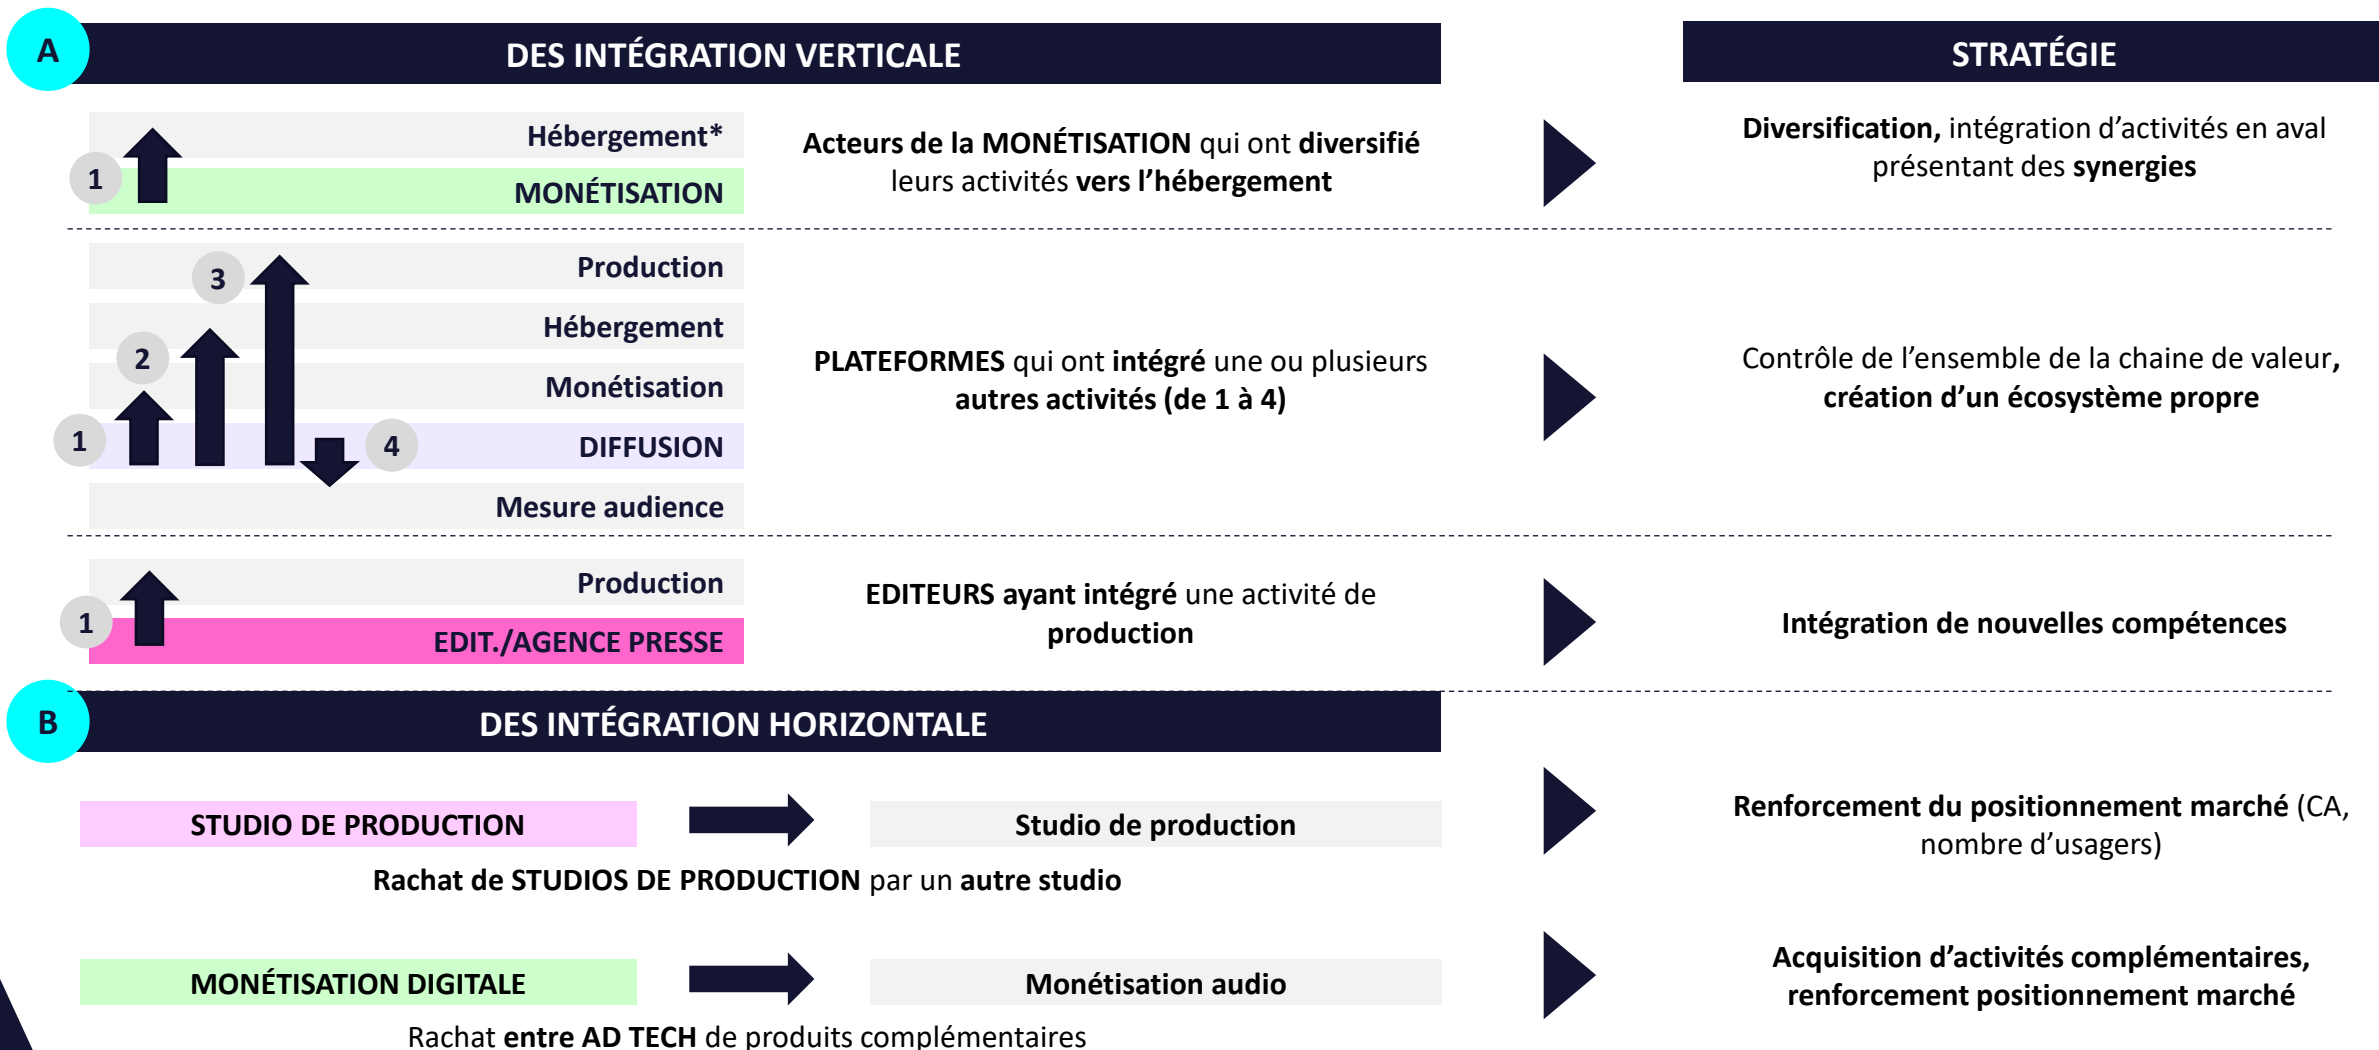 A
DES INTÉGRATION VERTICALE
STRATÉGIE
Hébergement*
1
MONÉTISATION
Acteurs de la MONÉTISATION qui ont diversifié
leurs activités vers l'hébergement
Diversification, intégration d'activités en aval
présentant des synergies
Production
3
Hébergement
2
Monétisation
1
DIFFUSION
4
Mesure audience
PLATEFORMES qui ont intégré une ou plusieurs
autres activités (de 1 à 4)
Contrôle de l'ensemble de la chaine de valeur,
création d'un écosystème propre
Production
1
EDIT./AGENCE PRESSE
EDITEURS ayant intégré une activité de
production
Intégration de nouvelles compétences
B
DES INTÉGRATION HORIZONTALE
STUDIO DE PRODUCTION
Studio de production
Rachat de STUDIOS DE PRODUCTION par un autre studio
Renforcement du positionnement marché (CA,
nombre d'usagers)
MONÉTISATION DIGITALE
Monétisation audio
Rachat entre AD TECH de produits complémentaires
Acquisition d'activités complémentaires,
renforcement positionnement marché